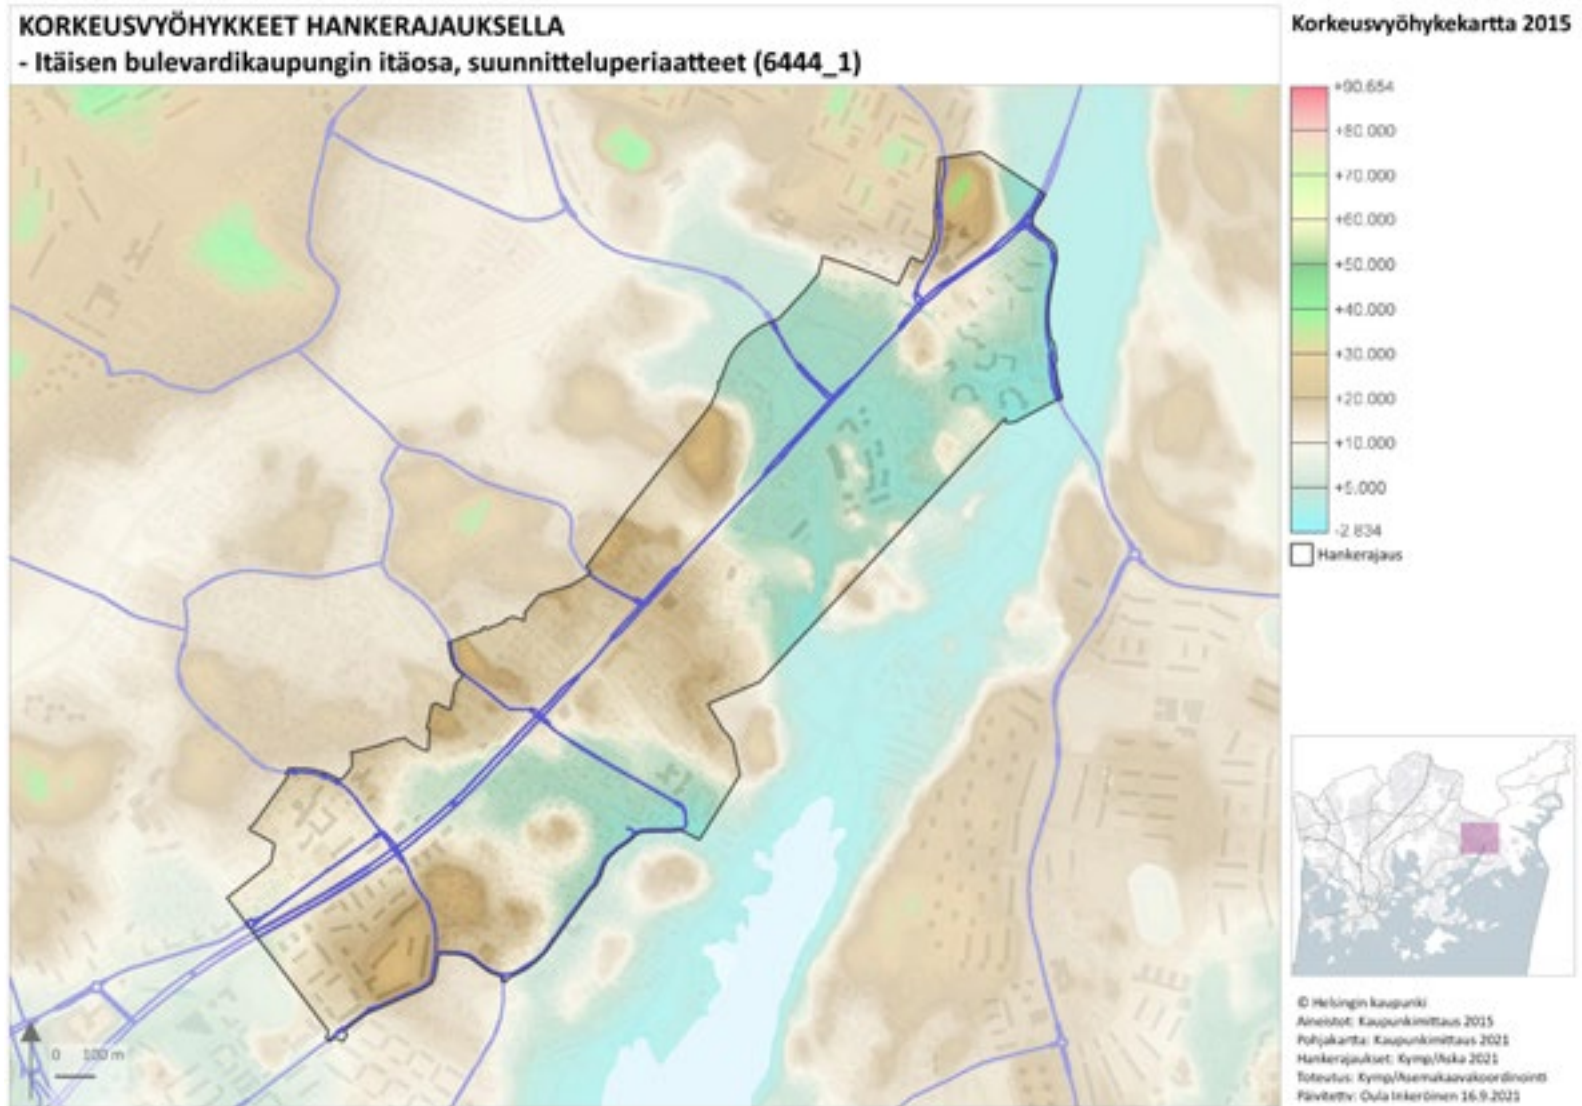 KORKEUSVYÖHYKKEET HANKERAJAUKSELLA
- Itäisen bulevardikaupungin itäosa, suunnitteluperiaatteet (6444_1)
Korkeusvyöhykekartta 2015
+90.654
+80.000
+70.000
+60.000
+50.000
+40.000
+30.000
+20.000
+10.000
+5.000
-2.834
Hankerajaus
0 100 m
© Helsingin kaupunki
Aineistot: Kaupunkimittaus 2015
Pohjakartta: Kaupunkimittaus 2021
Hankerajaukset: Kymp/Aska 2021
Toteutus: Kymp/Asemakaavakoordinointi
Päivitetty: Oula Inkeröinen 16.9.2021